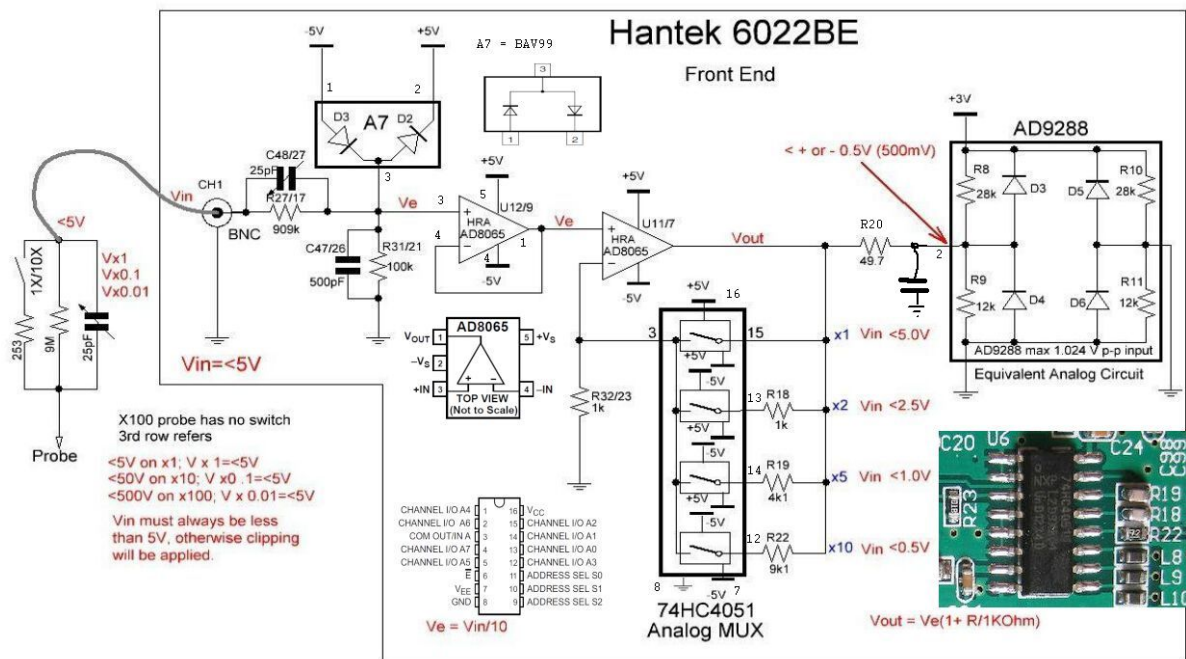 Hantek 6022BE
Front End
-5V
+5V
A7 = BAV99
3
1
2
1
2
D3
D2
A7
3
C48/27
25pF
R27/17
909k
Vin
CH1
BNC
<5V
Vx1
Vx0.1
Vx0.01
1X/10X
253
9M
25pF
Probe
Ve
C47/26
500pF
R31/21
100k
+5V
3
5
U12/9
+
HRA
AD8065
−
4
4
1
-5V
Ve
+5V
U11/7
+
HRA
AD8065
−
-5V
Vout
R20
49.7
< + or - 0.5V (500mV)
2
+3V
AD9288
R8
28k
D3
D5
R10
28k
R9
12k
D4
D6
R11
12k
AD9288 max 1.024 V p-p input
Equivalent Analog Circuit
Vin=<5V
AD8065
VOUT 1
5 +VS
−VS 2
+IN 3
4 −IN
+ −
TOP VIEW
(Not to Scale)
R32/23
1k
+5V
16
3
15
+5V
-5V
x1 Vin <5.0V
13
R18
1k
+5V
-5V
x2 Vin <2.5V
14
R19
4k1
+5V
-5V
x5 Vin <1.0V
12
R22
9k1
x10 Vin <0.5V
8
-5V
7
74HC4051
Analog MUX
X100 probe has no switch
3rd row refers
<5V on x1; V x 1=<5V
<50V on x10; V x0 .1=<5V
<500V on x100; V x 0.01=<5V
Vin must always be less
than 5V, otherwise clipping
will be applied.
CHANNEL I/O A4 1
16 VCC
CHANNEL I/O A6 2
15 CHANNEL I/O A2
COM OUT/IN A 3
14 CHANNEL I/O A1
CHANNEL I/O A7 4
13 CHANNEL I/O A0
CHANNEL I/O A5 5
12 CHANNEL I/O A3
E 6
11 ADDRESS SEL S0
VEE 7
10 ADDRESS SEL S1
GND 8
9 ADDRESS SEL S2
Ve = Vin/10
Vout = Ve(1+ R/1KOhm)
C20
U6
C24
R23
74HC4051
R19
R18
R22
L8
L9
L10